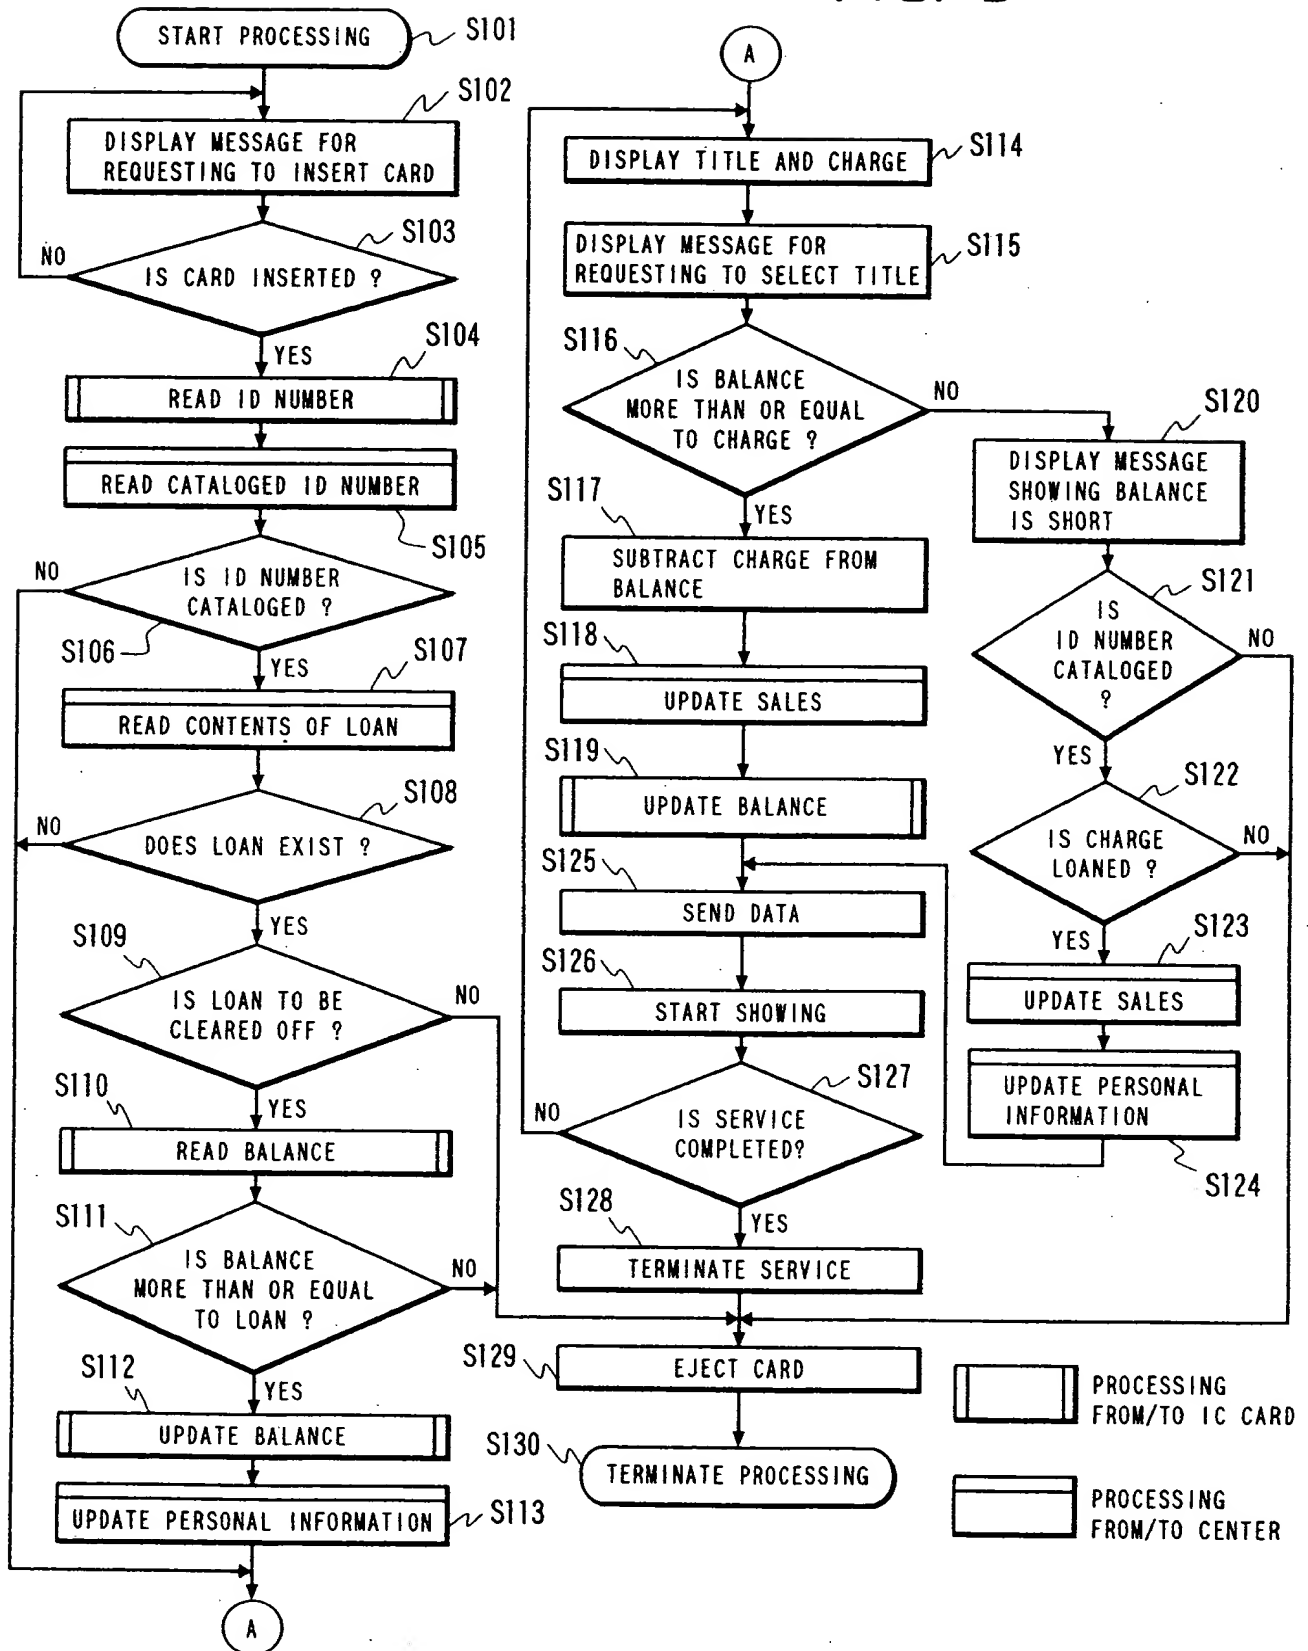 START PROCESSING
S101
S102
DISPLAY MESSAGE FOR
REQUESTING TO INSERT CARD
S103
NO
IS CARD INSERTED ?
YES
S104
READ ID NUMBER
READ CATALOGED ID NUMBER
S105
NO
IS ID NUMBER
CATALOGED ?
S106
YES
S107
READ CONTENTS OF LOAN
S108
NO
DOES LOAN EXIST ?
YES
S109
IS LOAN TO BE
CLEARED OFF ?
NO
YES
S110
READ BALANCE
S111
IS BALANCE
MORE THAN OR EQUAL
TO LOAN ?
NO
YES
S112
UPDATE BALANCE
UPDATE PERSONAL INFORMATION
S113
A
A
DISPLAY TITLE AND CHARGE
S114
DISPLAY MESSAGE FOR
REQUESTING TO SELECT TITLE
S115
S116
IS BALANCE
MORE THAN OR EQUAL
TO CHARGE ?
NO
YES
S117
SUBTRACT CHARGE FROM
BALANCE
S118
UPDATE SALES
S119
UPDATE BALANCE
S125
SEND DATA
S126
START SHOWING
S127
NO
IS SERVICE
COMPLETED?
YES
S128
TERMINATE SERVICE
S129
EJECT CARD
S130
TERMINATE PROCESSING
S120
DISPLAY MESSAGE
SHOWING BALANCE
IS SHORT
S121
IS
ID NUMBER
CATALOGED
?
NO
YES
S122
IS CHARGE
LOANED ?
NO
YES
S123
UPDATE SALES
UPDATE PERSONAL
INFORMATION
S124
PROCESSING
FROM/TO IC CARD
PROCESSING
FROM/TO CENTER